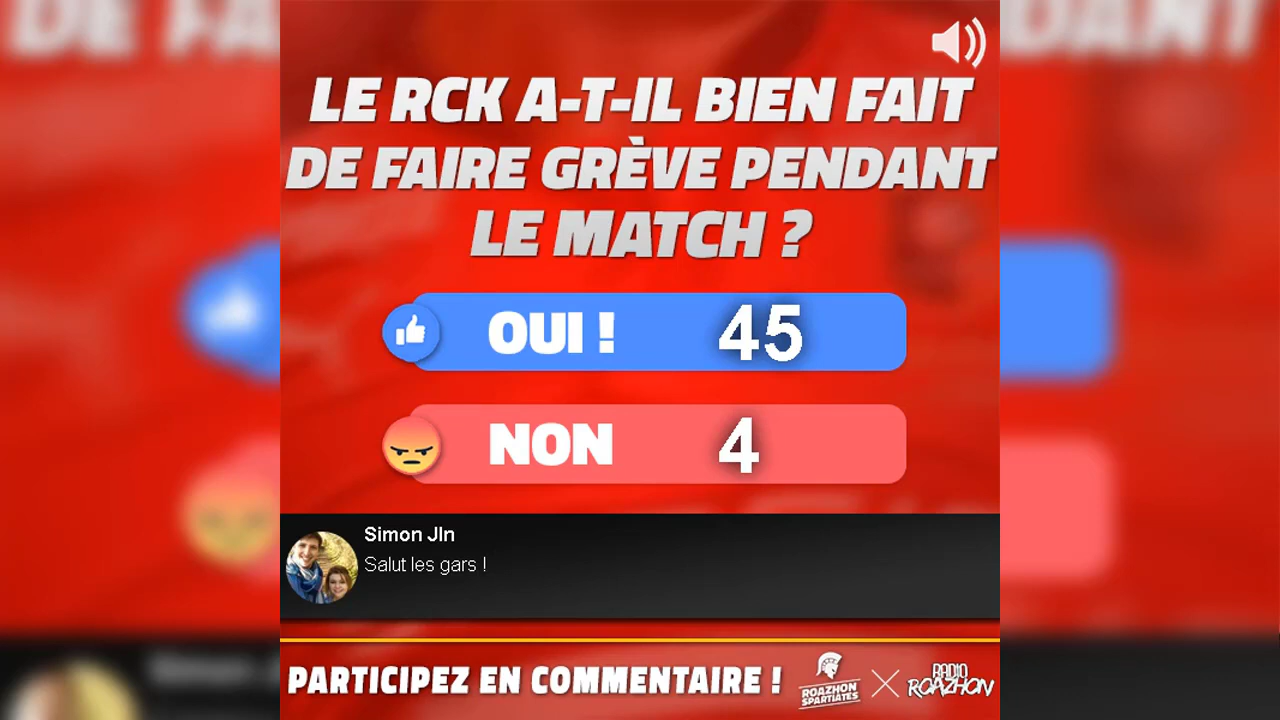 LE RCK A-T-IL BIEN FAIT
DE FAIRE GRÈVE PENDANT
LE MATCH ?
OUI ! 45
NON 4
Simon Jln
Salut les gars !
PARTICIPEZ EN COMMENTAIRE !
ROAZHON
SPARTIATES
RADIO
ROAZHON